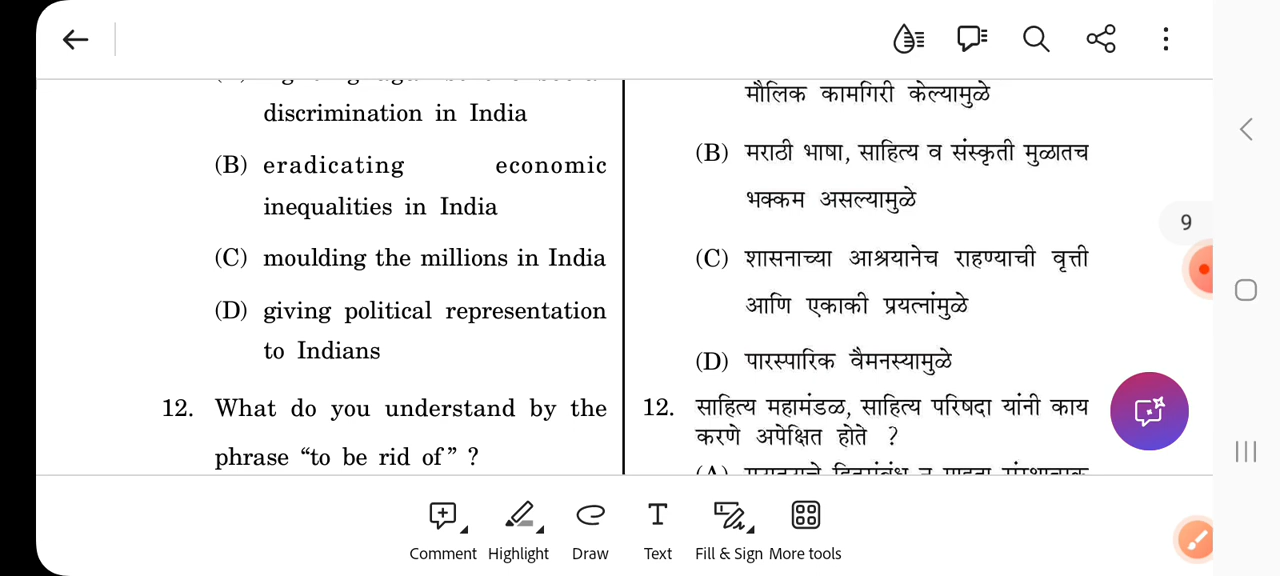 discrimination in India
(B) eradicating economic
inequalities in India
(C) moulding the millions in India
(D) giving political representation
to Indians
12. What do you understand by the
phrase “to be rid of” ?
मौलिक कामगिरी केल्यामुळे
(B) मराठी भाषा, साहित्य व संस्कृती मुळातच
भक्कम असल्यामुळे
(C) शासनाच्या आश्रयानेच राहण्याची वृत्ती
आणि एकाकी प्रयत्नांमुळे
(D) पारस्पारिक वैमनस्यामुळे
12. साहित्य महामंडळ, साहित्य परिषदा यांनी काय
करणे अपेक्षित होते ?
9
Comment Highlight Draw Text Fill & Sign More tools